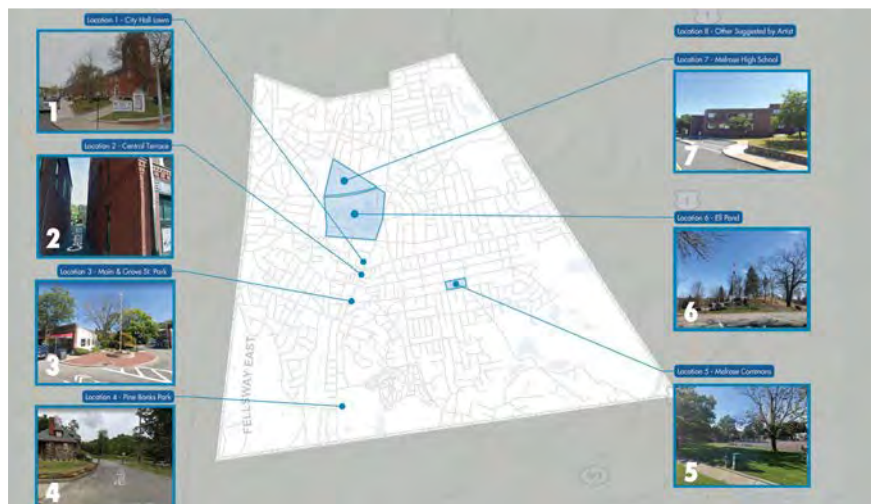 Location 1 - City Hall Lawn
1
Location 2 - Central Terrace
2
Location 3 - Main & Grove St. Park
3
Location 4 - Pine Banks Park
4
FELLSWAY EAST
1
Location 8 - Other Suggested by Artist
Location 7 - Melrose High School
7
Location 6 - Ell Pond
6
Location 5 - Melrose Commons
5